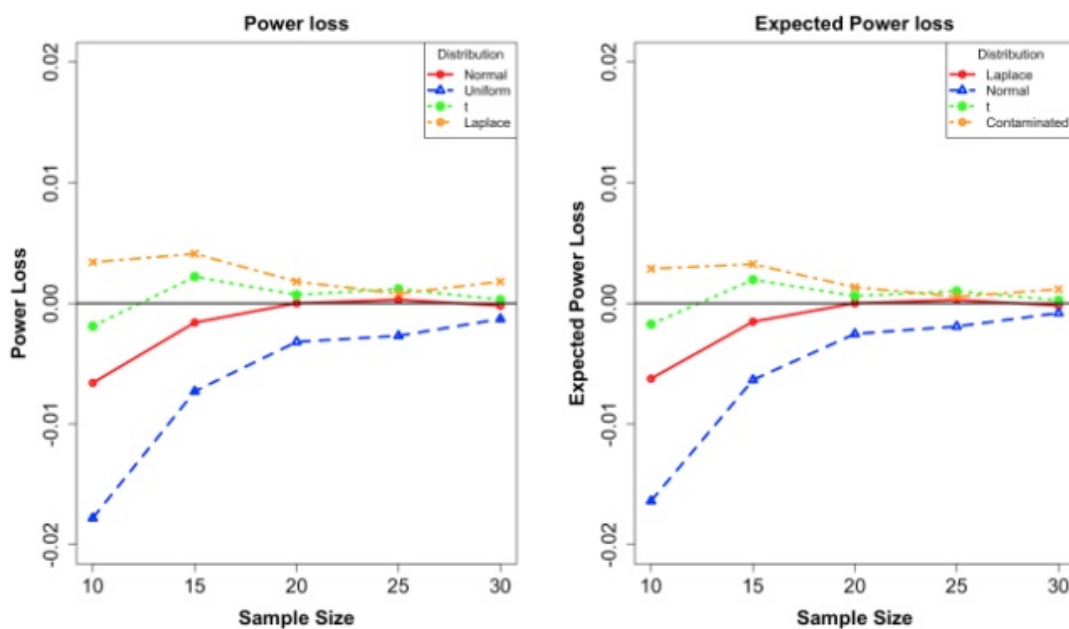 Power loss
Distribution
Normal
Uniform
t
Laplace
0.02
0.01
0.00
-0.01
-0.02
Power Loss
10 15 20 25 30
Sample Size
Expected Power loss
Distribution
Laplace
Normal
t
Contaminated
0.02
0.01
0.00
-0.01
-0.02
Expected Power Loss
10 15 20 25 30
Sample Size